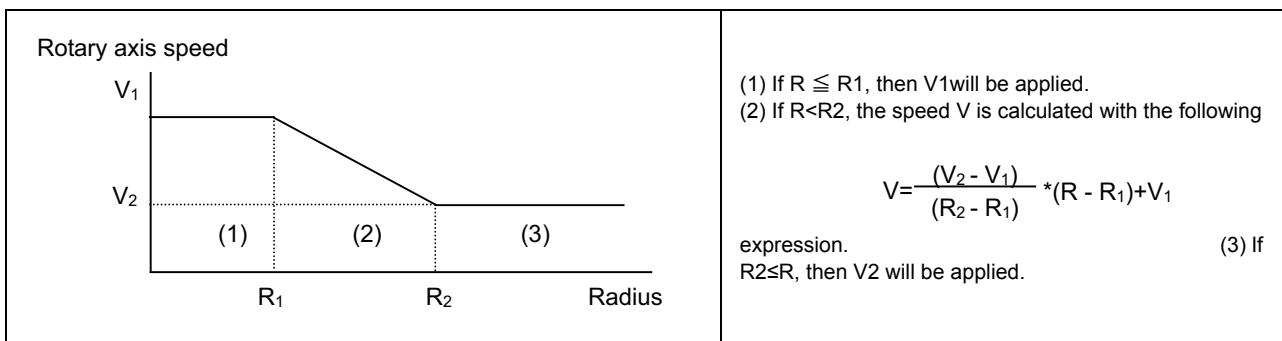 Rotary axis speed
V₁
V₂
(1) (2) (3)
R₁ R₂ Radius
(1) If R ≦ R1, then V1will be applied.
(2) If R<R2, the speed V is calculated with the following
V= (V₂ - V₁) / (R₂ - R₁) *(R - R₁)+V₁
expression. (3) If
R2≤R, then V2 will be applied.